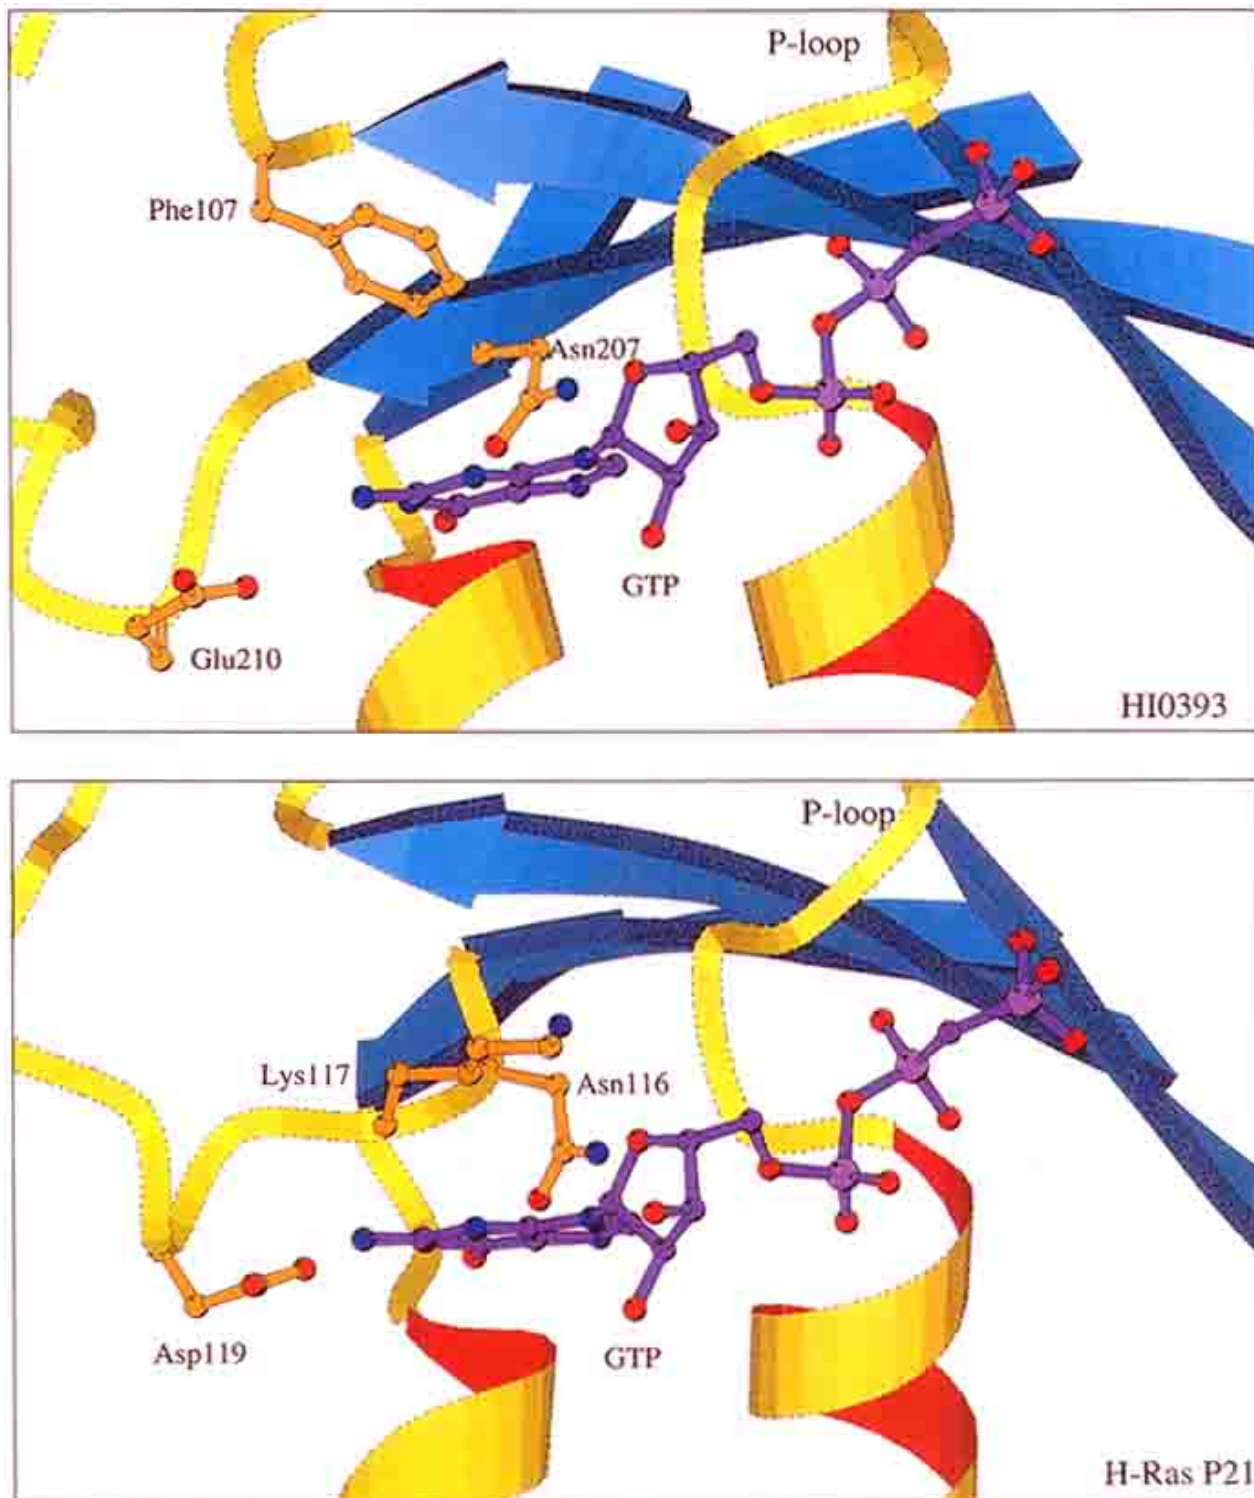 P-loop
Phe107
Asn207
GTP
Glu210
HI0393
P-loop
Lys117
Asn116
Asp119
GTP
H-Ras P21